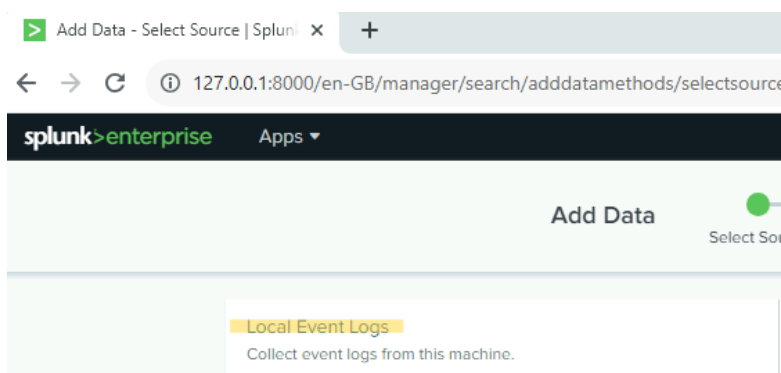 Add Data - Select Source | Splun
127.0.0.1:8000/en-GB/manager/search/adddatamethods/selectsource
splunk>enterprise Apps
Add Data
Select Sou
Local Event Logs
Collect event logs from this machine.